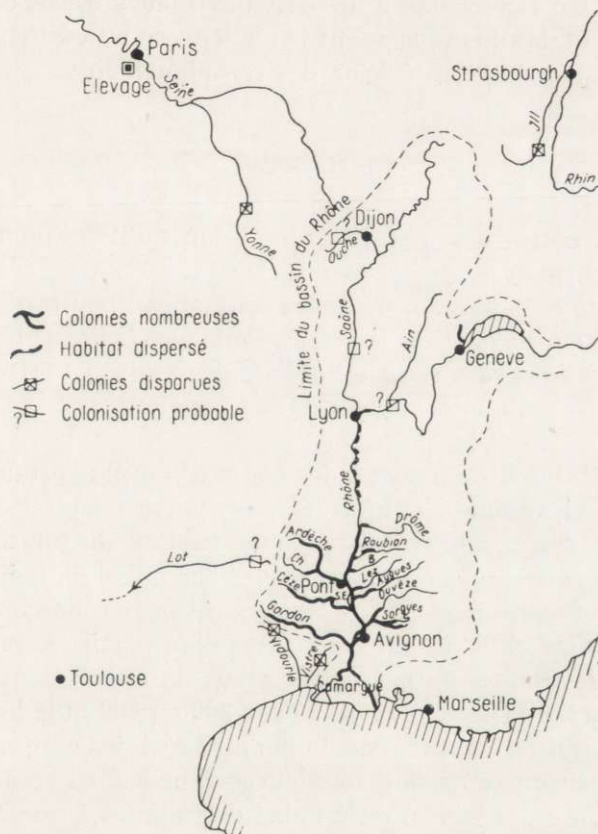 Paris
Elevage
Seine
Strasbourgh
Jll
Rhin
Yonne
Limite du bassin du Rhône
?
Dijon
Ouche
Saône
?
Ain
Geneve
Colonies nombreuses
Habitat dispersé
Colonies disparues
? Colonisation probable
Lyon
?
Rhône
Drôme
Ardèche
Roubion
B
Ch
Lez
Aygues
Ouvèze
Pont
S.E.
Cèze
Lot
?
Gardon
Sorgues
Avignon
Vidourle
Vistre
Camargue
Toulouse
Marseille